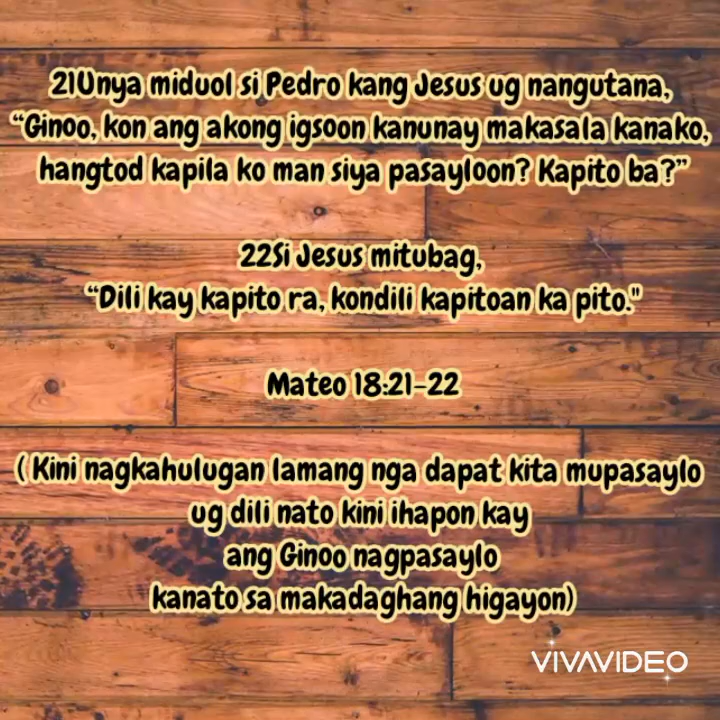 21Unya miduol si Pedro kang Jesus ug nangutana,
“Ginoo, kon ang akong igsoon kanunay makasala kanako,
hangtod kapila ko man siya pasayloon? Kapito ba?”
22Si Jesus mitubag,
“Dili kay kapito ra, kondili kapitoan ka pito."
Mateo 18:21-22
( Kini nagkahulugan lamang nga dapat kita mupasaylo
ug dili nato kini ihapon kay
ang Ginoo nagpasaylo
kanato sa makadaghang higayon)
VIVAVIDEO